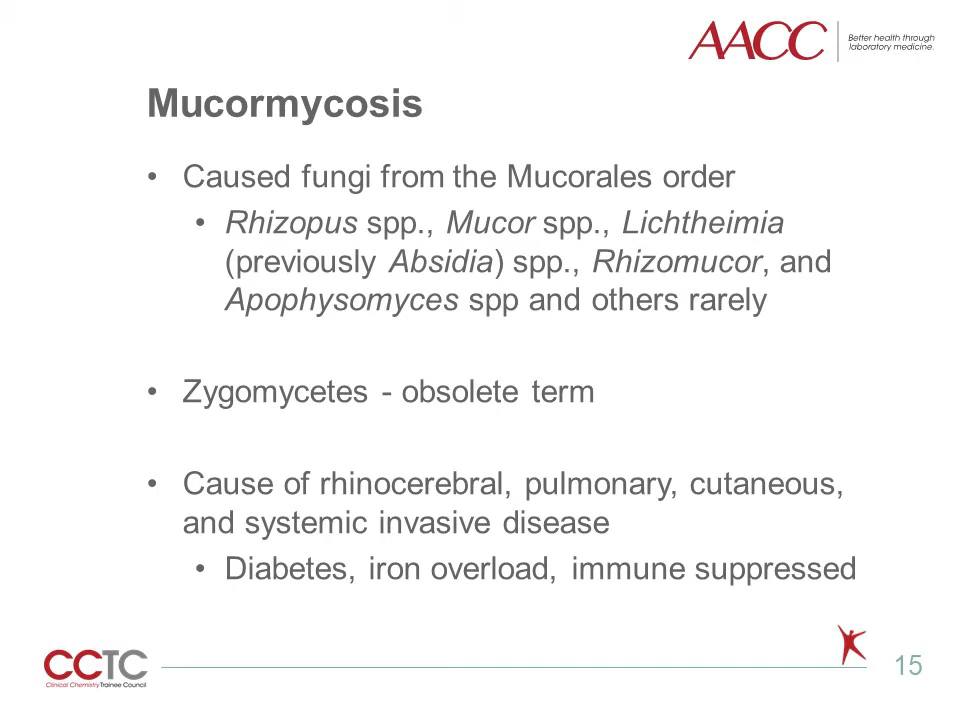 AACC
Better health through
laboratory medicine.
Mucormycosis
• Caused fungi from the Mucorales order
• Rhizopus spp., Mucor spp., Lichtheimia
(previously Absidia) spp., Rhizomucor, and
Apophysomyces spp and others rarely
• Zygomycetes - obsolete term
• Cause of rhinocerebral, pulmonary, cutaneous,
and systemic invasive disease
• Diabetes, iron overload, immune suppressed
CCTC
Clinical Chemistry Trainee Council
15